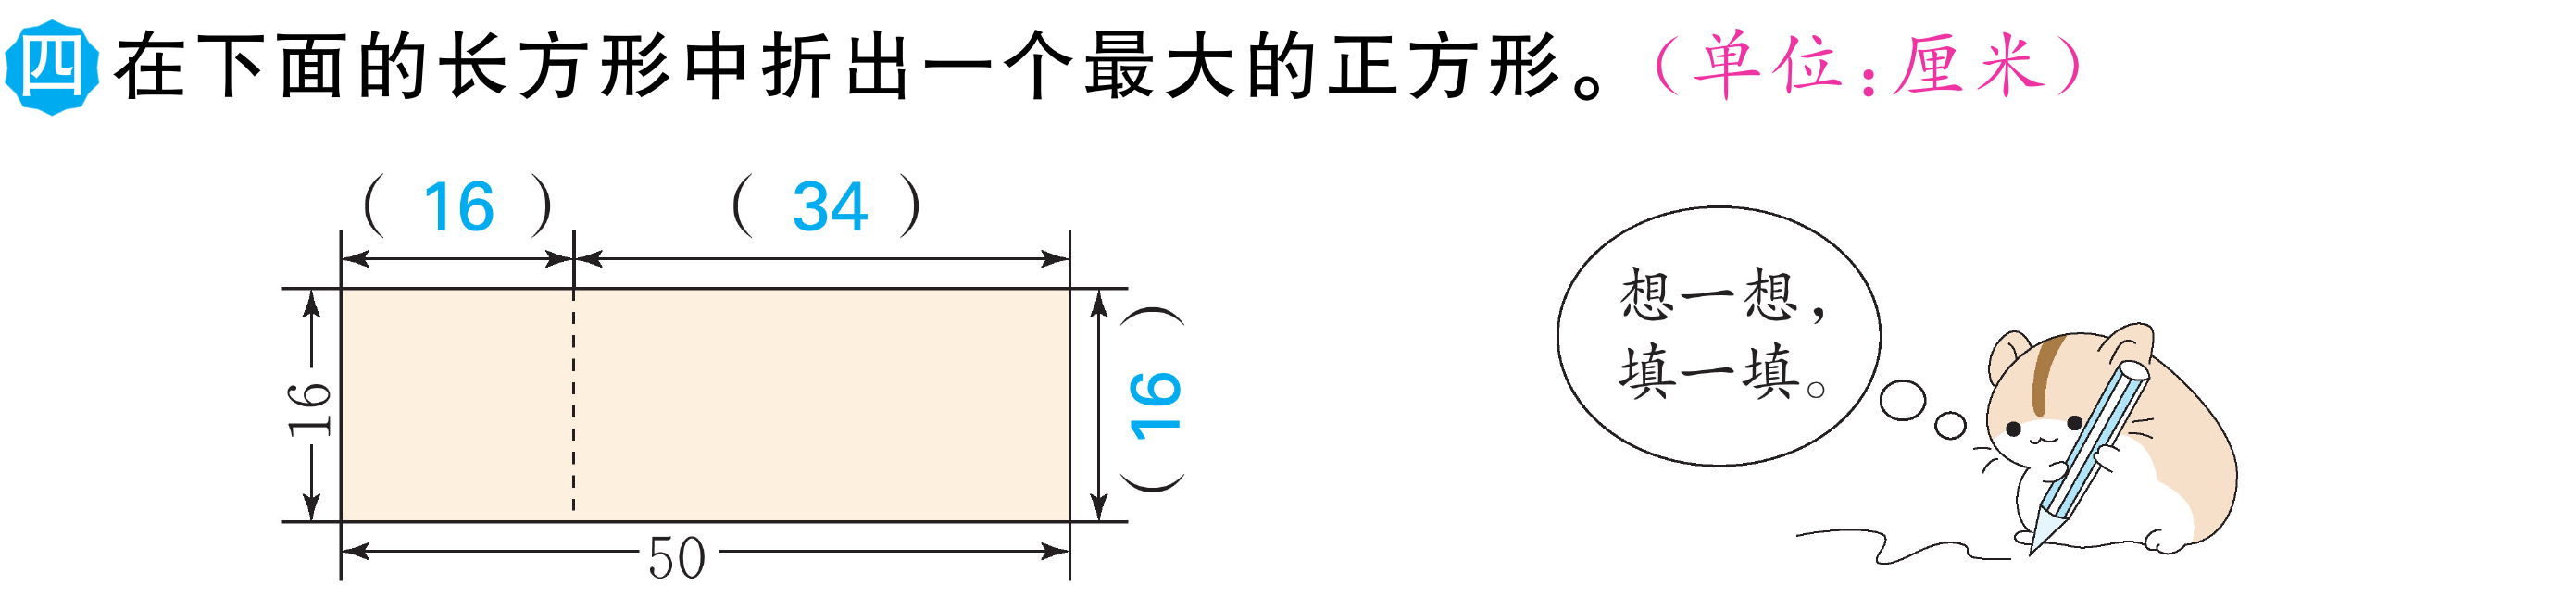 四 在下面的长方形中折出一个最大的正方形。(单位:厘米)
( 16 ) ( 34 )
16
( 16 )
50
想一想,
填一填。